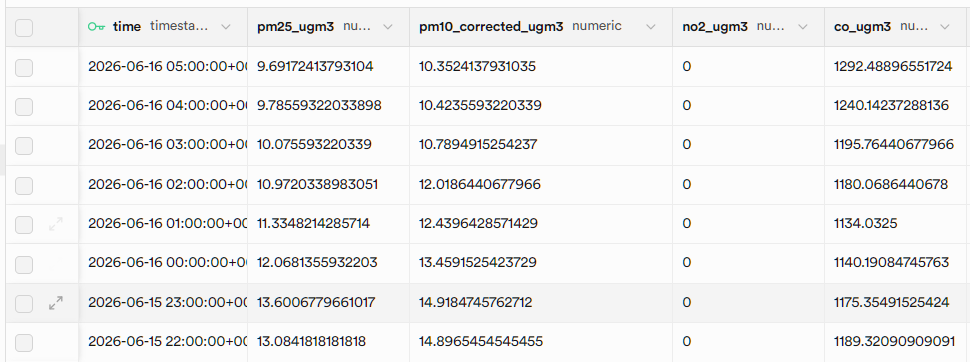 time timesta... pm25_ugm3 nu... pm10_corrected_ugm3 numeric no2_ugm3 nu... co_ugm3 nu...
2026-06-16 05:00:00+00 9.69172413793104 10.3524137931035 0 1292.48896551724
2026-06-16 04:00:00+00 9.78559322033898 10.4235593220339 0 1240.14237288136
2026-06-16 03:00:00+00 10.075593220339 10.7894915254237 0 1195.76440677966
2026-06-16 02:00:00+00 10.9720338983051 12.0186440677966 0 1180.0686440678
2026-06-16 01:00:00+00 11.3348214285714 12.4396428571429 0 1134.0325
2026-06-16 00:00:00+00 12.0681355932203 13.4591525423729 0 1140.19084745763
2026-06-15 23:00:00+00 13.6006779661017 14.9184745762712 0 1175.35491525424
2026-06-15 22:00:00+00 13.0841818181818 14.8965454545455 0 1189.32090909091